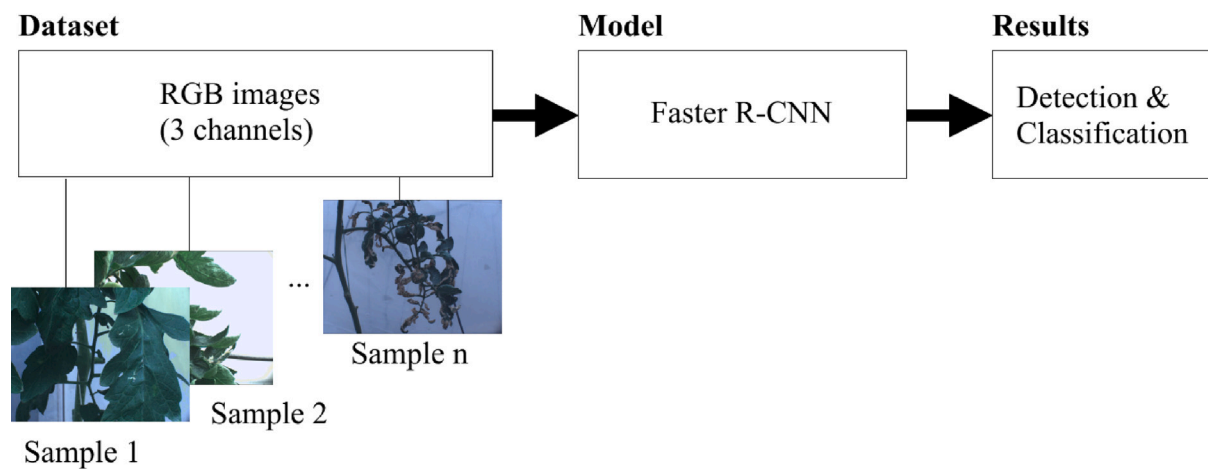 Dataset
Model
Results
RGB images
(3 channels)
Faster R-CNN
Detection &
Classification
...
Sample n
Sample 2
Sample 1